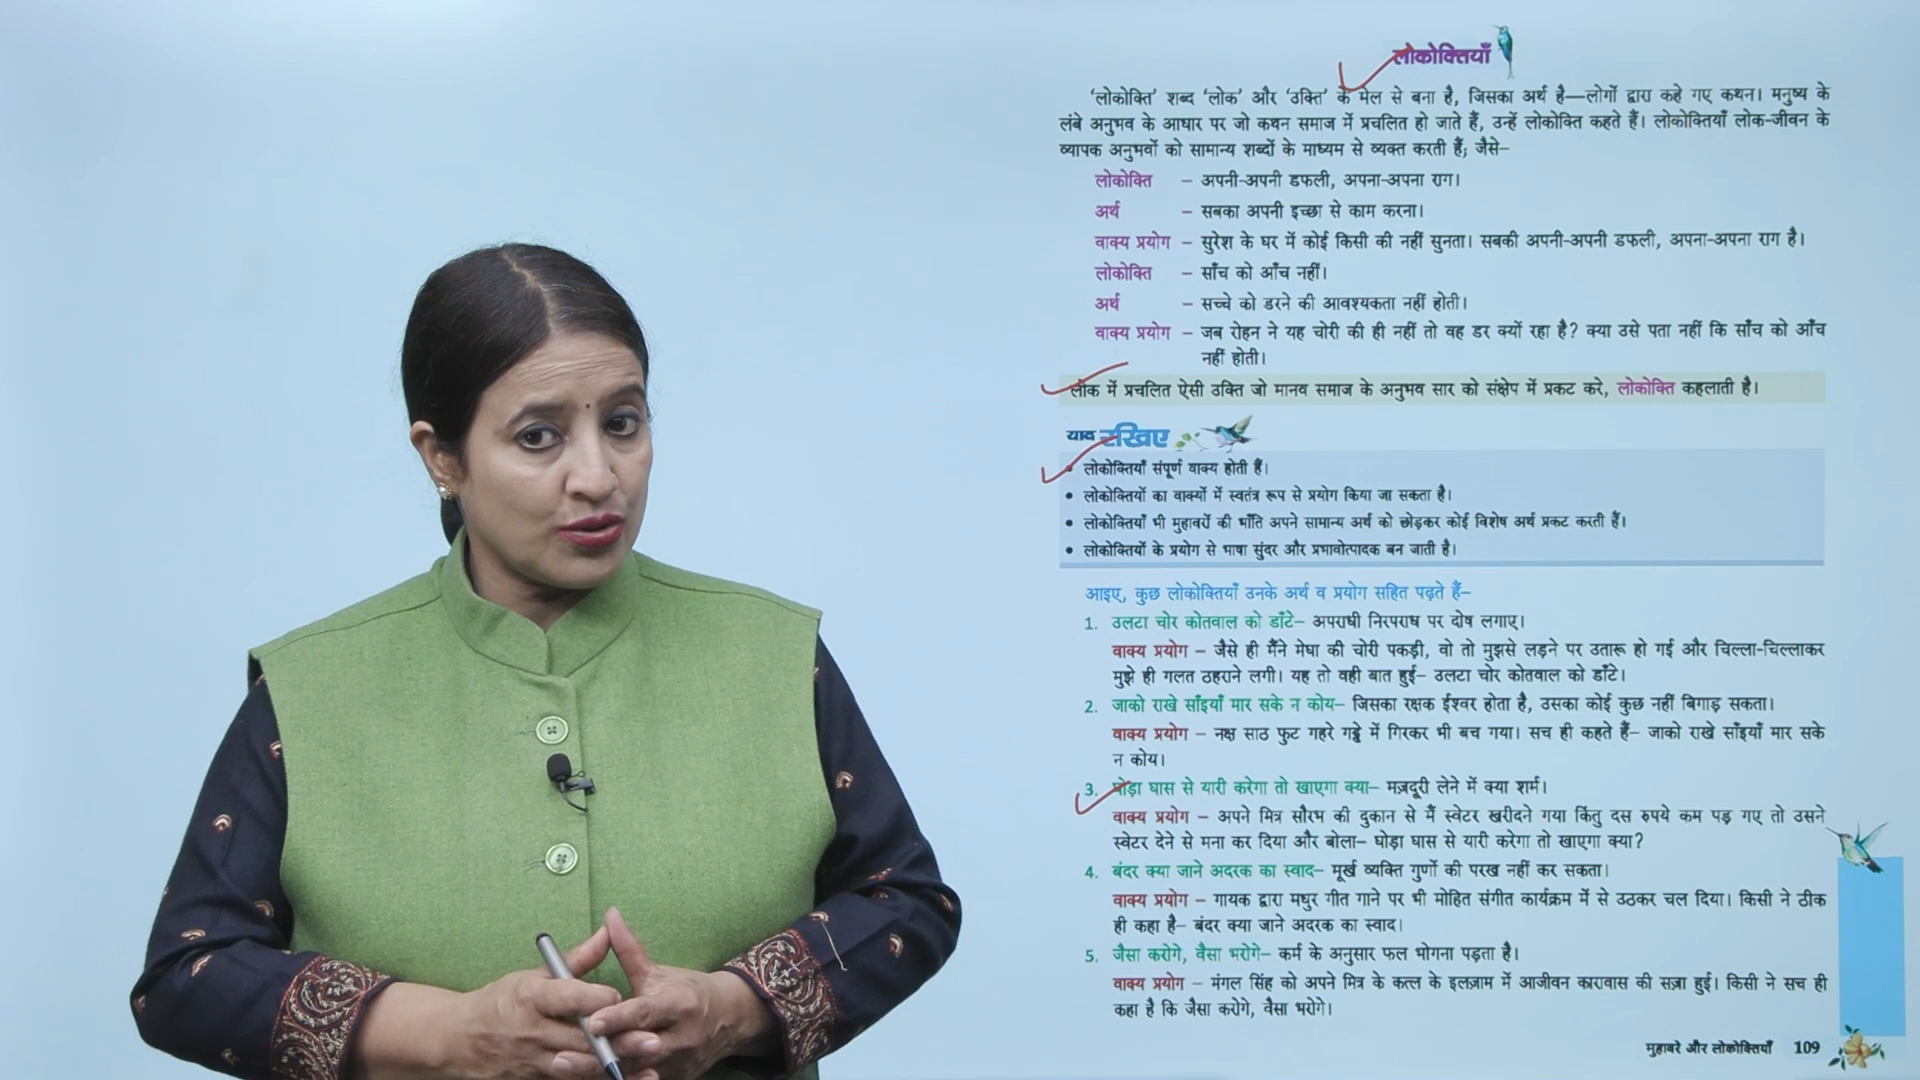 लोकोक्तियाँ
'लोकोक्ति' शब्द 'लोक' और 'उक्ति' के मेल से बना है, जिसका अर्थ है—लोगों द्वारा कहे गए कथन। मनुष्य के
लंबे अनुभव के आधार पर जो कथन समाज में प्रचलित हो जाते हैं, उन्हें लोकोक्ति कहते हैं। लोकोक्तियाँ लोक-जीवन के
व्यापक अनुभवों को सामान्य शब्दों के माध्यम से व्यक्त करती हैं; जैसे–
लोकोक्ति – अपनी-अपनी डफली, अपना-अपना राग।
अर्थ – सबका अपनी इच्छा से काम करना।
वाक्य प्रयोग – सुरेश के घर में कोई किसी की नहीं सुनता। सबकी अपनी-अपनी डफली, अपना-अपना राग है।
लोकोक्ति – साँच को आँच नहीं।
अर्थ – सच्चे को डरने की आवश्यकता नहीं होती।
वाक्य प्रयोग – जब रोहन ने यह चोरी की ही नहीं तो वह डर क्यों रहा है? क्या उसे पता नहीं कि साँच को आँच
नहीं होती।
लोक में प्रचलित ऐसी उक्ति जो मानव समाज के अनुभव सार को संक्षेप में प्रकट करे, लोकोक्ति कहलाती है।
याद रखिए
• लोकोक्तियाँ संपूर्ण वाक्य होती हैं।
• लोकोक्तियों का वाक्यों में स्वतंत्र रूप से प्रयोग किया जा सकता है।
• लोकोक्तियाँ भी मुहावरों की भाँति अपने सामान्य अर्थ को छोड़कर कोई विशेष अर्थ प्रकट करती हैं।
• लोकोक्तियों के प्रयोग से भाषा सुंदर और प्रभावोत्पादक बन जाती है।
आइए, कुछ लोकोक्तियाँ उनके अर्थ व प्रयोग सहित पढ़ते हैं–
1. उलटा चोर कोतवाल को डाँटे– अपराधी निरपराध पर दोष लगाए।
वाक्य प्रयोग – जैसे ही मैंने मेघा की चोरी पकड़ी, वो तो मुझसे लड़ने पर उतारू हो गई और चिल्ला-चिल्लाकर
मुझे ही गलत ठहराने लगी। यह तो वही बात हुई– उलटा चोर कोतवाल को डाँटे।
2. जाको राखे साँइयाँ मार सके न कोय– जिसका रक्षक ईश्वर होता है, उसका कोई कुछ नहीं बिगाड़ सकता।
वाक्य प्रयोग – नक्ष साठ फुट गहरे गड्ढे में गिरकर भी बच गया। सच ही कहते हैं– जाको राखे साँइयाँ मार सके
न कोय।
3. घोड़ा घास से यारी करेगा तो खाएगा क्या– मज़दूरी लेने में क्या शर्म।
वाक्य प्रयोग – अपने मित्र सौरभ की दुकान से मैं स्वेटर खरीदने गया किंतु दस रुपये कम पड़ गए तो उसने
स्वेटर देने से मना कर दिया और बोला– घोड़ा घास से यारी करेगा तो खाएगा क्या?
4. बंदर क्या जाने अदरक का स्वाद– मूर्ख व्यक्ति गुणों की परख नहीं कर सकता।
वाक्य प्रयोग – गायक द्वारा मधुर गीत गाने पर भी मोहित संगीत कार्यक्रम में से उठकर चल दिया। किसी ने ठीक
ही कहा है– बंदर क्या जाने अदरक का स्वाद।
5. जैसा करोगे, वैसा भरोगे– कर्म के अनुसार फल भोगना पड़ता है।
वाक्य प्रयोग – मंगल सिंह को अपने मित्र के कत्ल के इलज़ाम में आजीवन कारावास की सज़ा हुई। किसी ने सच ही
कहा है कि जैसा करोगे, वैसा भरोगे।
मुहावरे और लोकोक्तियाँ 109